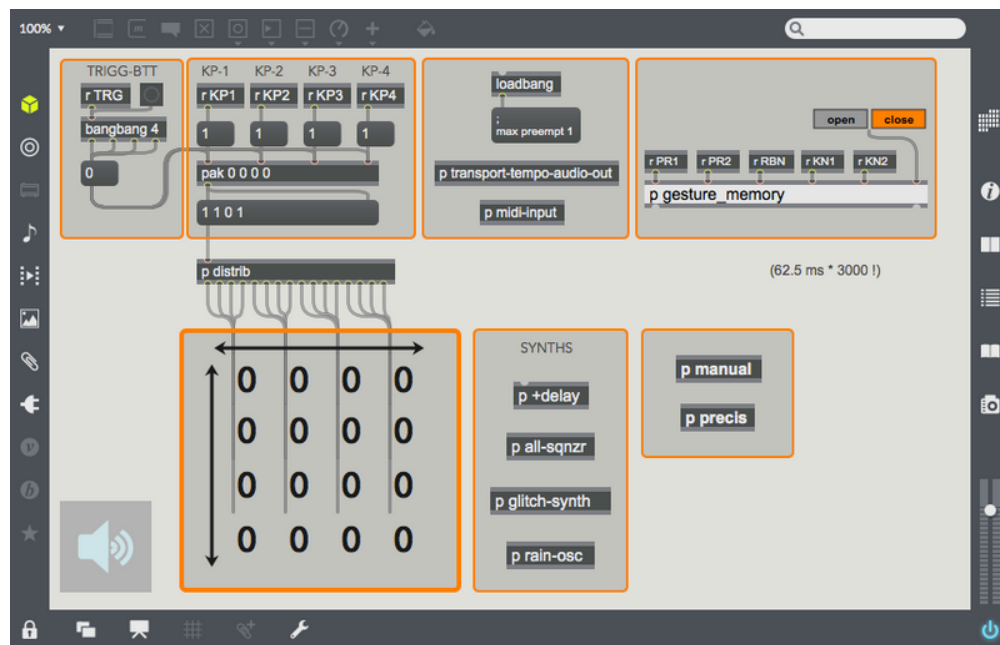 100%
TRIGG-BTT
r TRG
bangbang 4
0
KP-1 KP-2 KP-3 KP-4
r KP1 r KP2 r KP3 r KP4
1 1 1 1
pak 0 0 0 0
1 1 0 1
loadbang
;
max preempt 1
p transport-tempo-audio-out
p midi-input
open close
r PR1 r PR2 r RBN r KN1 r KN2
p gesture_memory
p distrib
(62.5 ms * 3000 !)
0 0 0 0
0 0 0 0
0 0 0 0
0 0 0 0
SYNTHS
p +delay
p all-sqnzr
p glitch-synth
p rain-osc
p manual
p precis